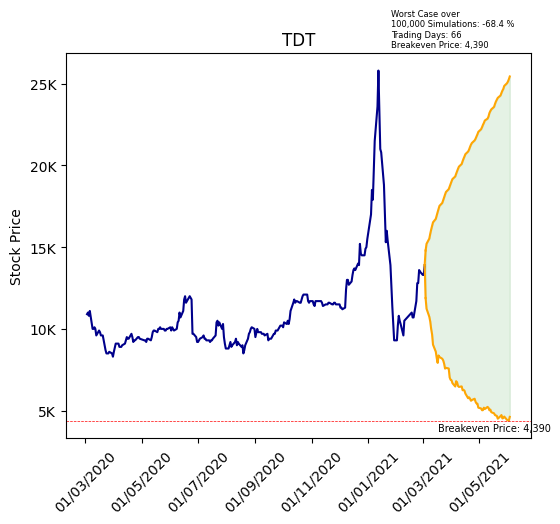 Worst Case over
100,000 Simulations: -68.4 %
Trading Days: 66
Breakeven Price: 4,390
TDT
Stock Price
25K
20K
15K
10K
5K
Breakeven Price: 4,390
01/03/2020
01/05/2020
01/07/2020
01/09/2020
01/11/2020
01/01/2021
01/03/2021
01/05/2021